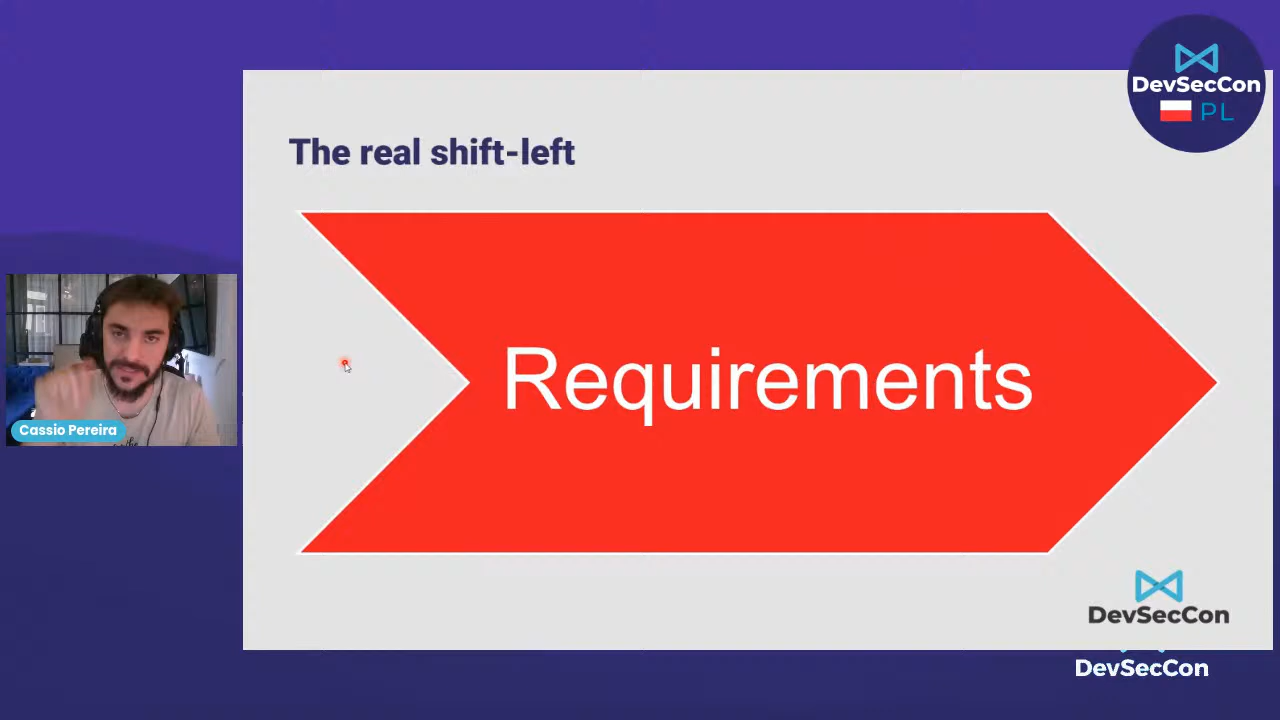 DevSecCon
PL
The real shift-left
Requirements
Cassio Pereira
DevSecCon
DevSecCon